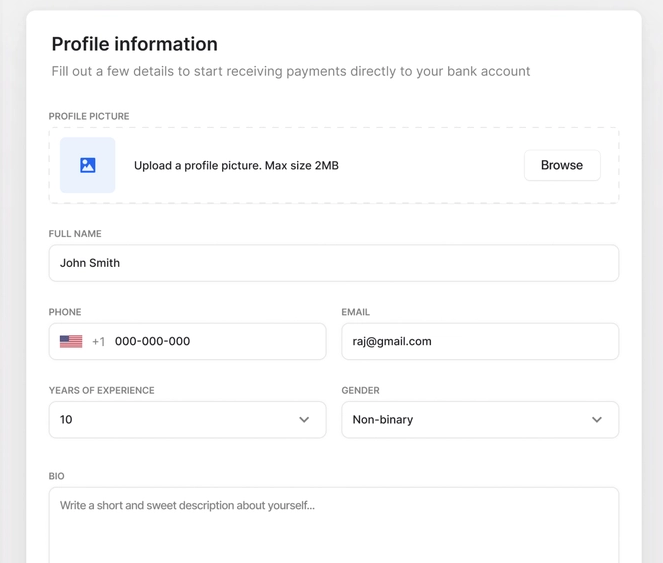 Profile information
Fill out a few details to start receiving payments directly to your bank account
PROFILE PICTURE
Upload a profile picture. Max size 2MB
Browse
FULL NAME
John Smith
PHONE
EMAIL
+1 000-000-000
raj@gmail.com
YEARS OF EXPERIENCE
GENDER
10
Non-binary
BIO
Write a short and sweet description about yourself...